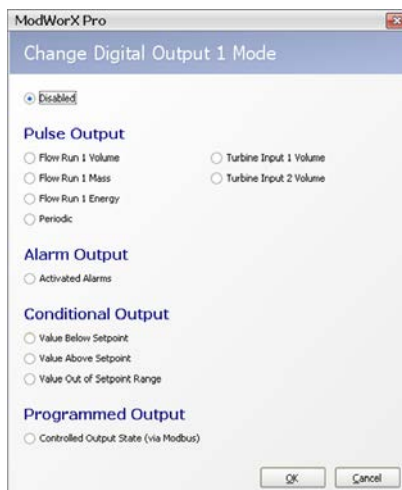 ModWorX Pro
Change Digital Output 1 Mode
Disabled
Pulse Output
Flow Run 1 Volume
Turbine Input 1 Volume
Flow Run 1 Mass
Turbine Input 2 Volume
Flow Run 1 Energy
Periodic
Alarm Output
Activated Alarms
Conditional Output
Value Below Setpoint
Value Above Setpoint
Value Out of Setpoint Range
Programmed Output
Controlled Output State (via Modbus)
OK
Cancel